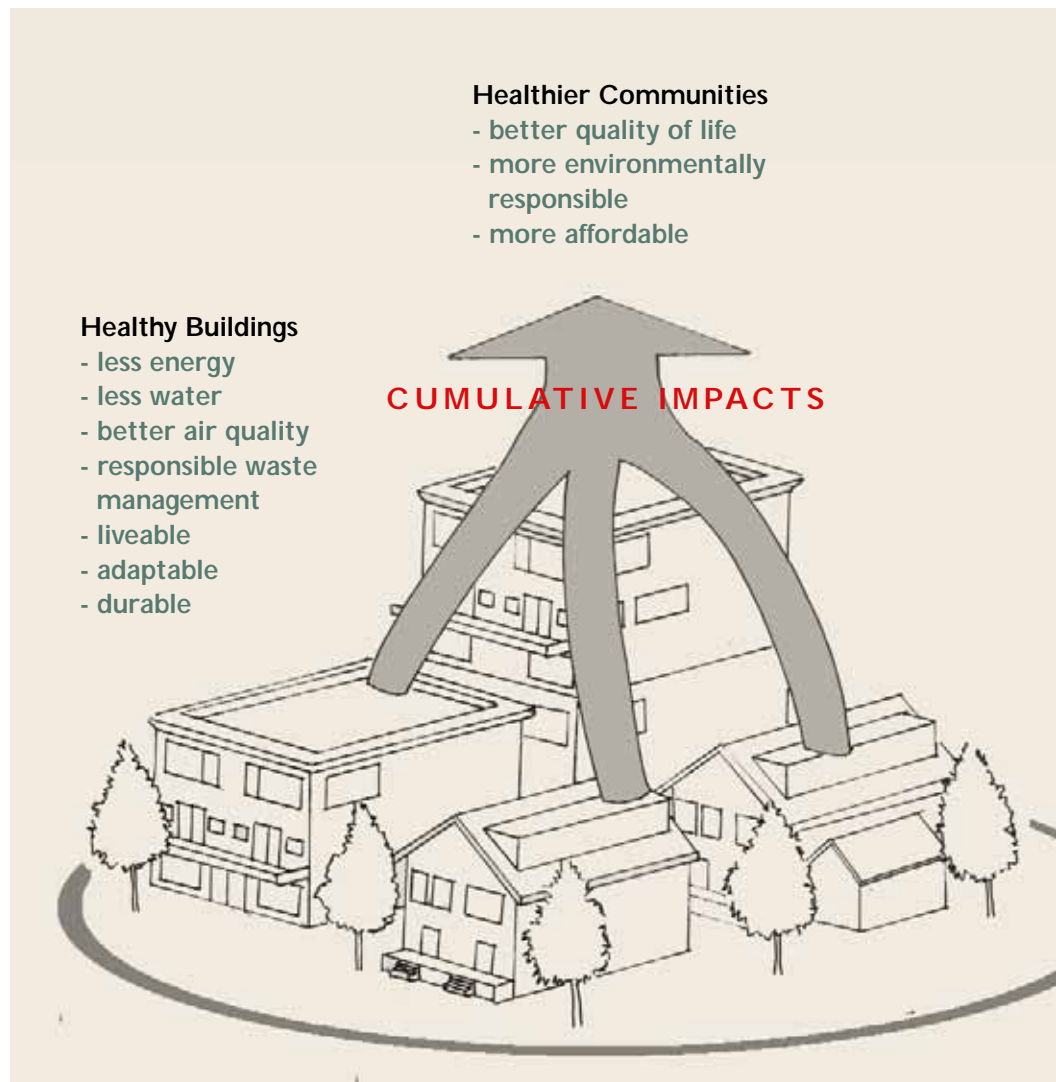 Healthier Communities
- better quality of life
- more environmentally
responsible
- more affordable
Healthy Buildings
- less energy
- less water
- better air quality
- responsible waste
management
- liveable
- adaptable
- durable
CUMULATIVE IMPACTS